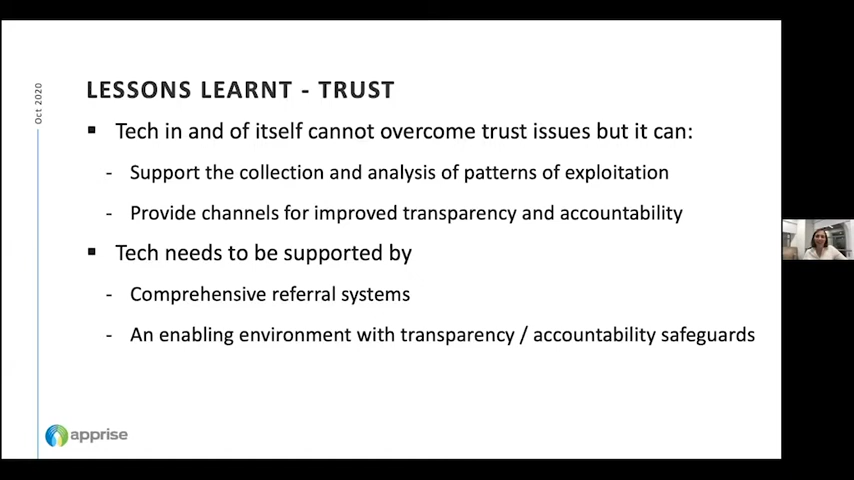 Oct 2020
LESSONS LEARNT - TRUST
▪ Tech in and of itself cannot overcome trust issues but it can:
- Support the collection and analysis of patterns of exploitation
- Provide channels for improved transparency and accountability
▪ Tech needs to be supported by
- Comprehensive referral systems
- An enabling environment with transparency / accountability safeguards
apprise